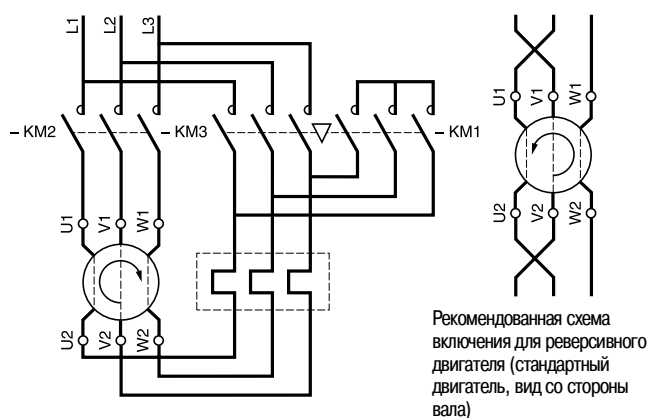 L1 L2 L3
– KM2 – KM3 – KM1
U1 V1 W1
U1 V1 W1
U2 V2 W2
U2 V2 W2
Рекомендованная схема
включения для реверсивного
двигателя (стандартный
двигатель, вид со стороны
вала)